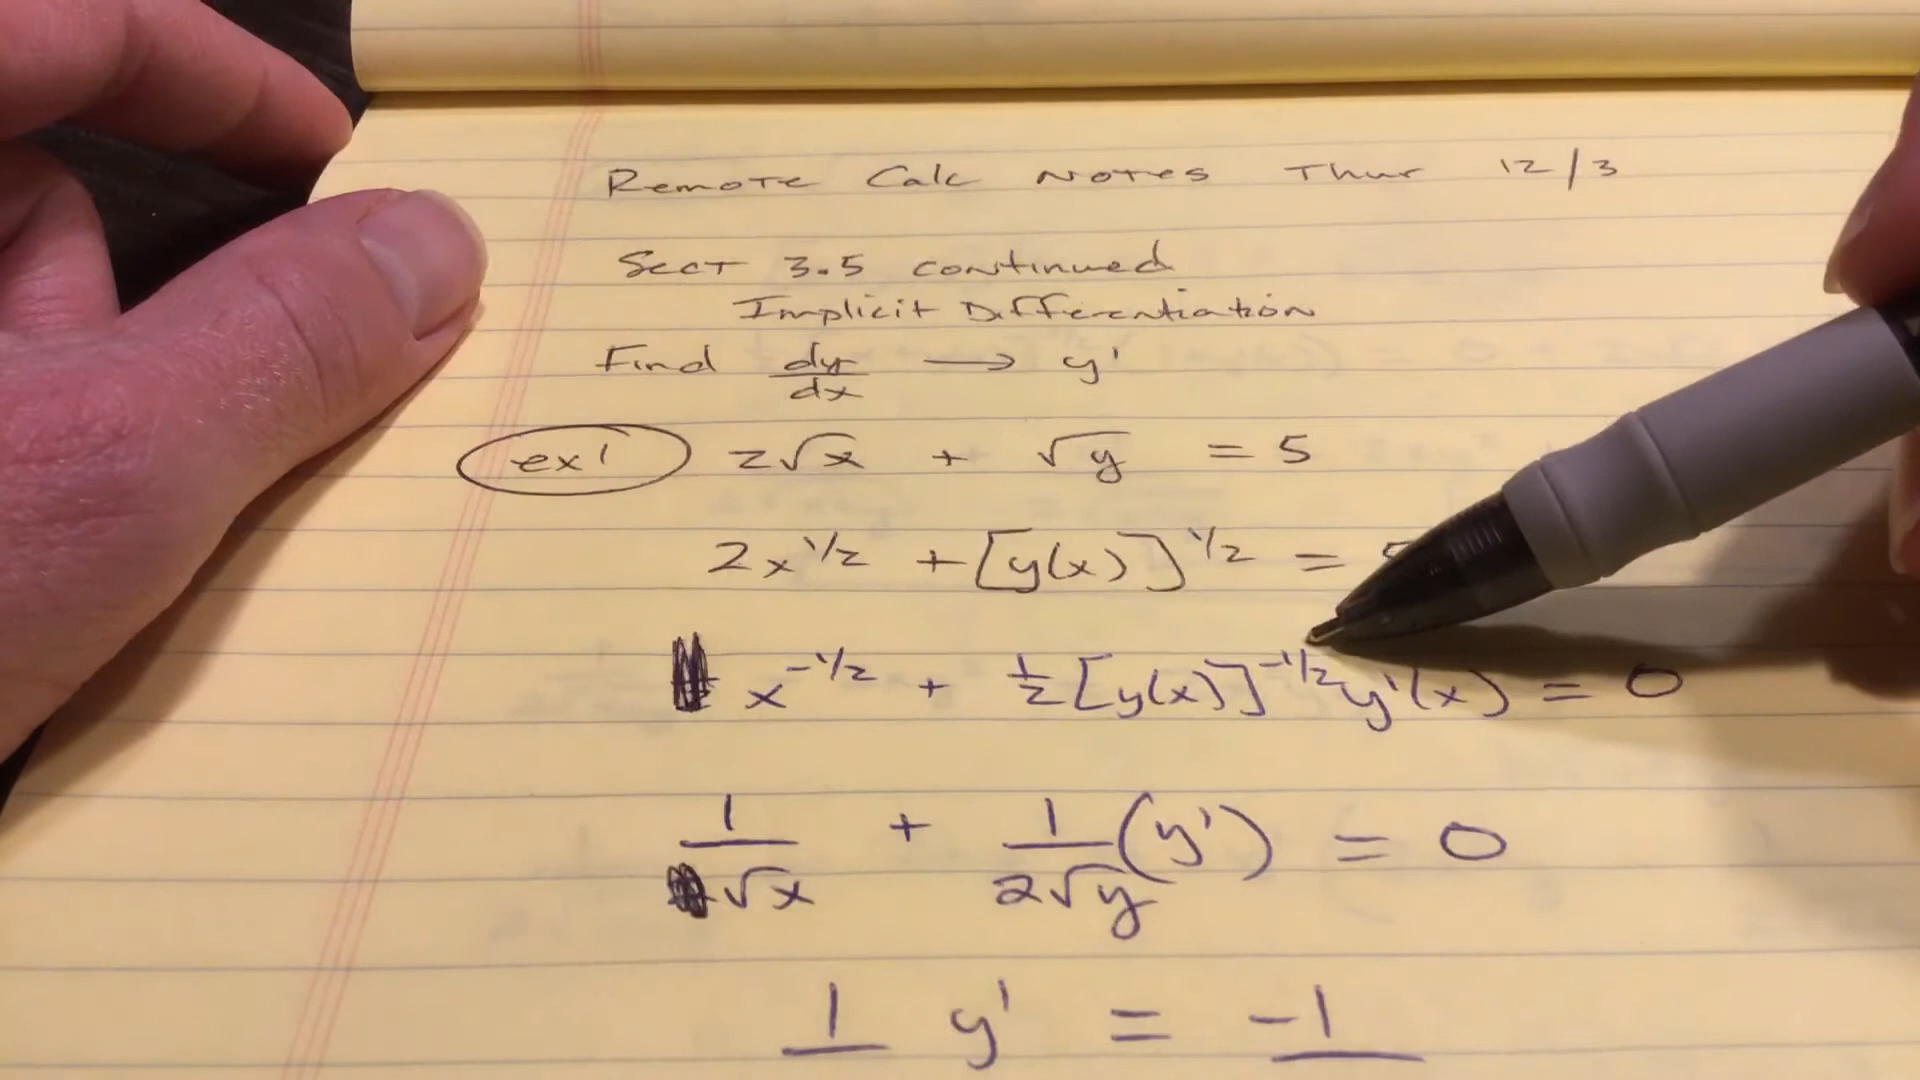 Remote Calc Notes Thur 12/3
Sect 3.5 continued
Implicit Differentiation
Find dy/dx → y'
ex 1 2√x + √y = 5
2x^1/2 + [y(x)]^1/2 = 5
x^-1/2 + 1/2[y(x)]^-1/2 y'(x) = 0
1/√x + 1/2√y (y') = 0
1 y' = -1